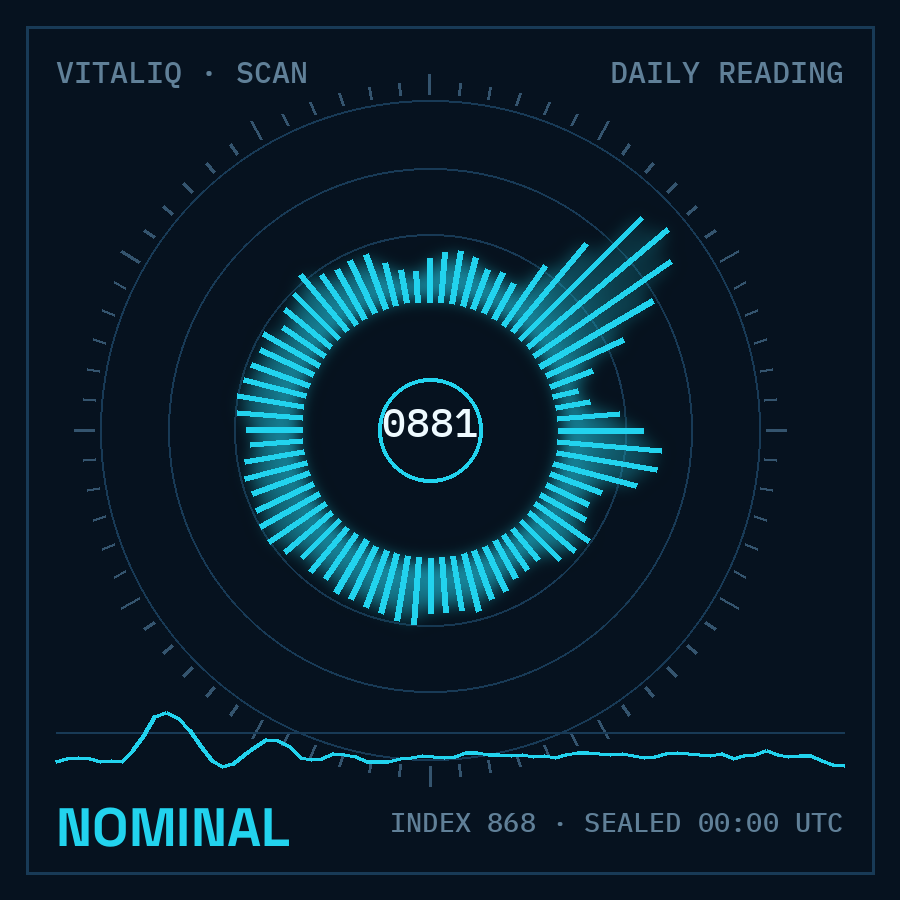 VITALIQ · SCAN
DAILY READING
0881
NOMINAL
INDEX 868 · SEALED 00:00 UTC